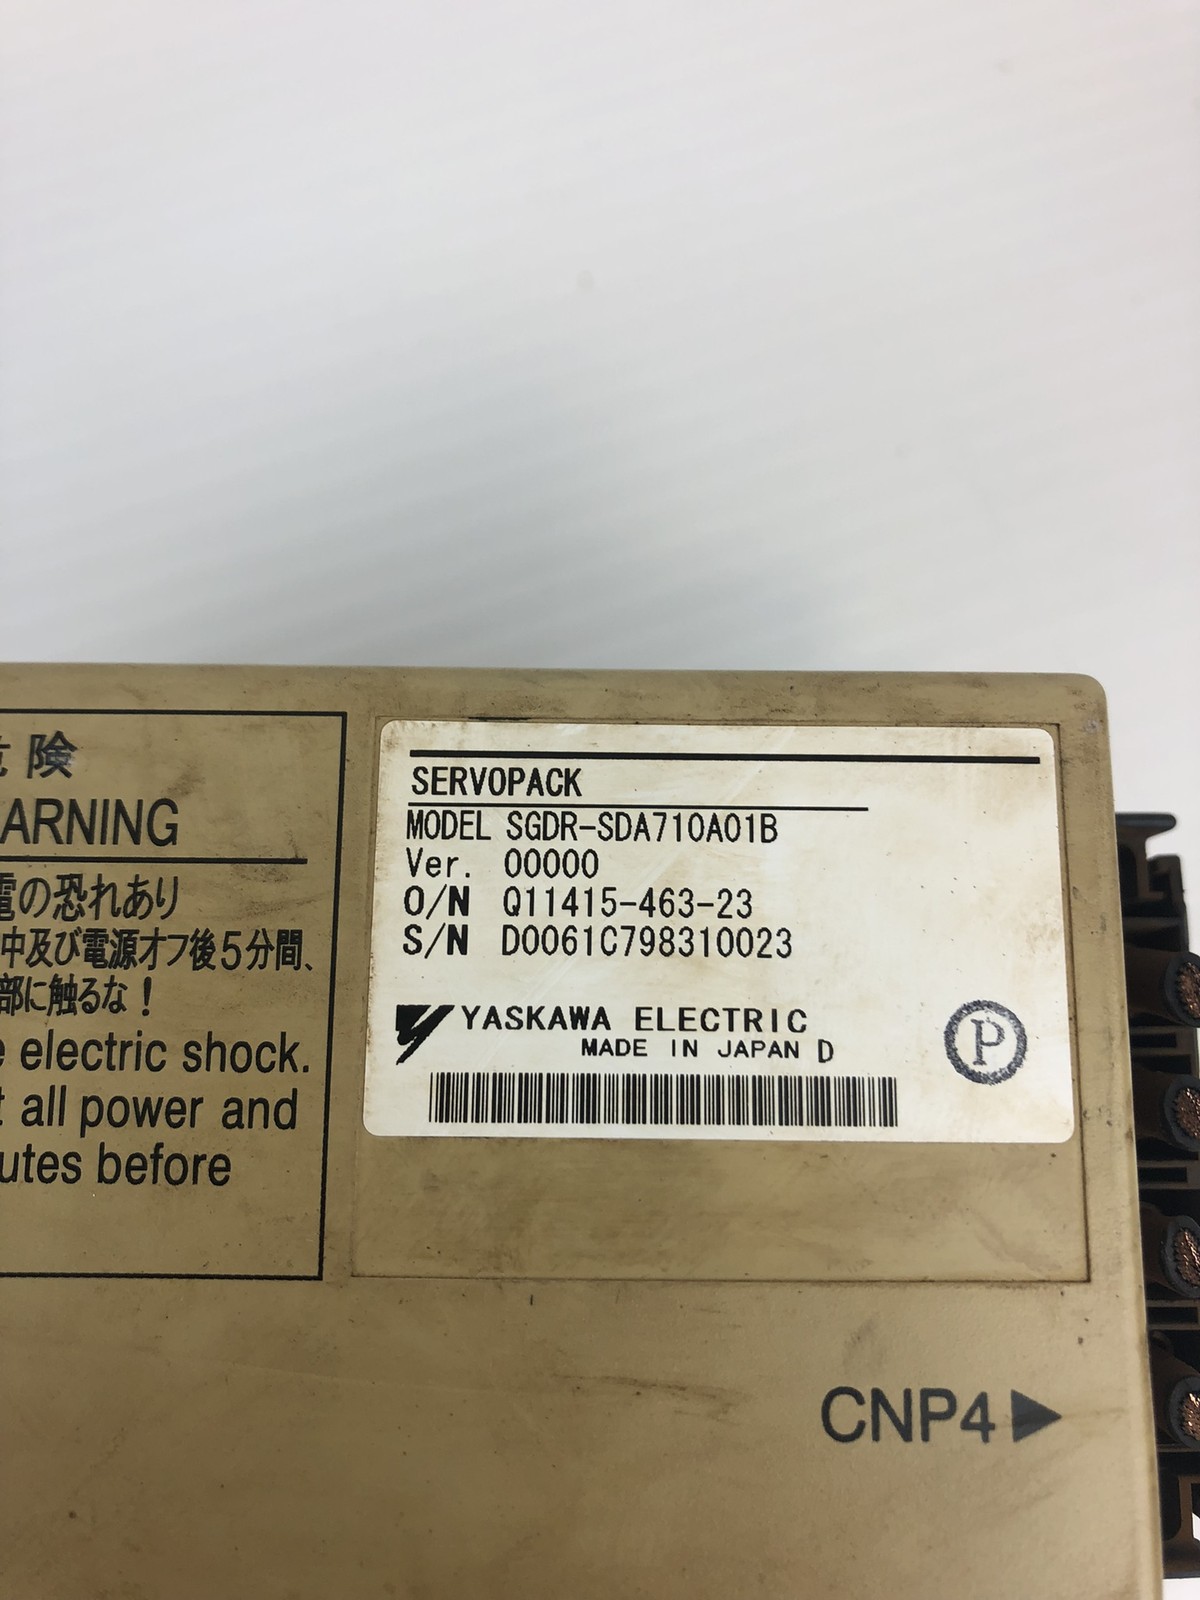 険
ARNING
電の恐れあり
中及び電源オフ後5分間、
部に触るな！
electric shock.
all power and
before
SERVOPACK
MODEL SGDR-SDA710A01B
Ver. 00000
O/N Q11415-463-23
S/N D0061C798310023
YASKAWA ELECTRIC
MADE IN JAPAN D
P
CNP4